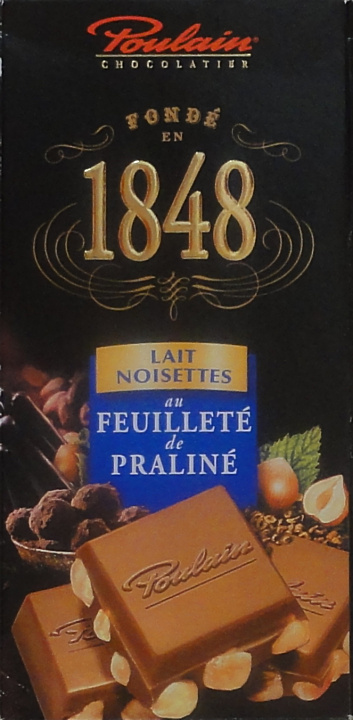 Poulain
CHOCOLATIER
FONDÉ
EN
1848
LAIT
NOISETTES
au
FEUILLETÉ
de
PRALINÉ
Poulain